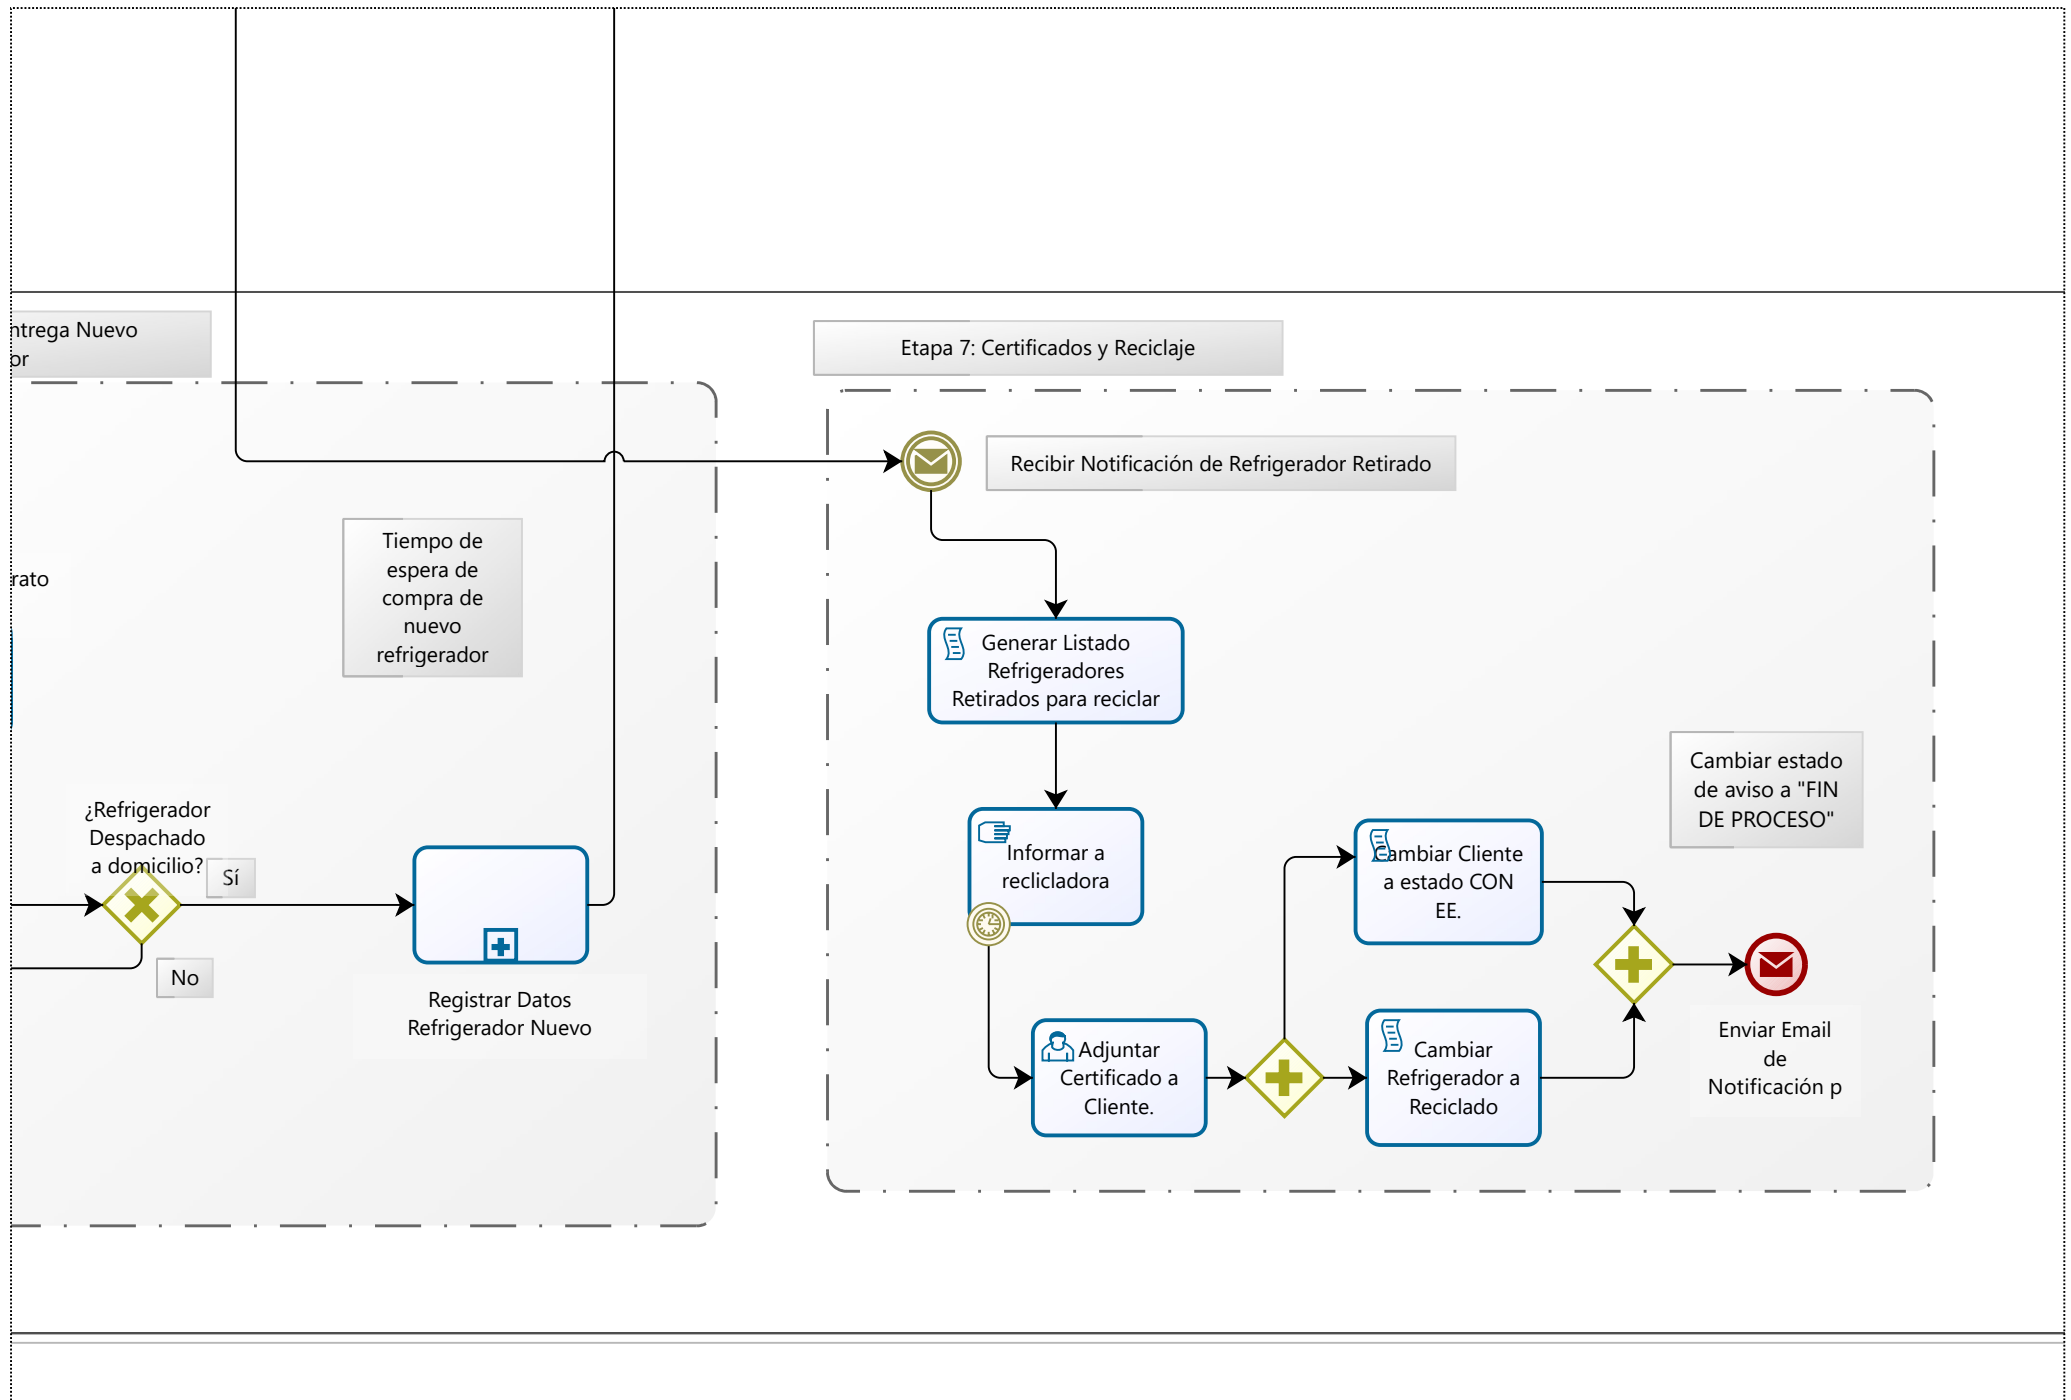 ntrega Nuevo
or
Etapa 7: Certificados y Reciclaje
Recibir Notificación de Refrigerador Retirado
Tiempo de
espera de
compra de
nuevo
refrigerador
rato
Generar Listado
Refrigeradores
Retirados para reciclar
Cambiar estado
de aviso a "FIN
DE PROCESO"
¿Refrigerador
Despachado
a domicilio?
Sí
No
Registrar Datos
Refrigerador Nuevo
Informar a
reclicladora
Cambiar Cliente
a estado CON
EE.
Adjuntar
Certificado a
Cliente.
Cambiar
Refrigerador a
Reciclado
Enviar Email
de
Notificación p